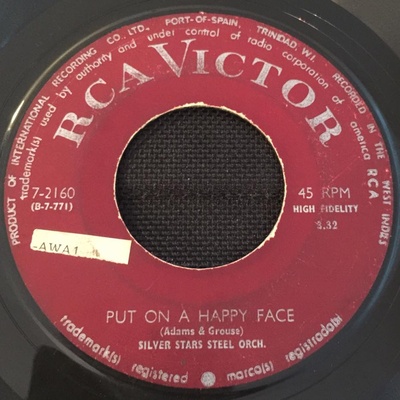 PRODUCT OF INTERNATIONAL RECORDING CO. LTD., PORT-OF-SPAIN, TRINIDAD, W.I. RECORDED IN THE WEST INDIES
trademark(s) used by authority and under control of radio corporation of america RCA
RCA VICTOR
7-2160
(B-7-771)
45 RPM
HIGH FIDELITY
3.32
-AWA1
PUT ON A HAPPY FACE
(Adams & Grouse)
SILVER STARS STEEL ORCH.
trademark(s) registered marca(s) registrada(s)